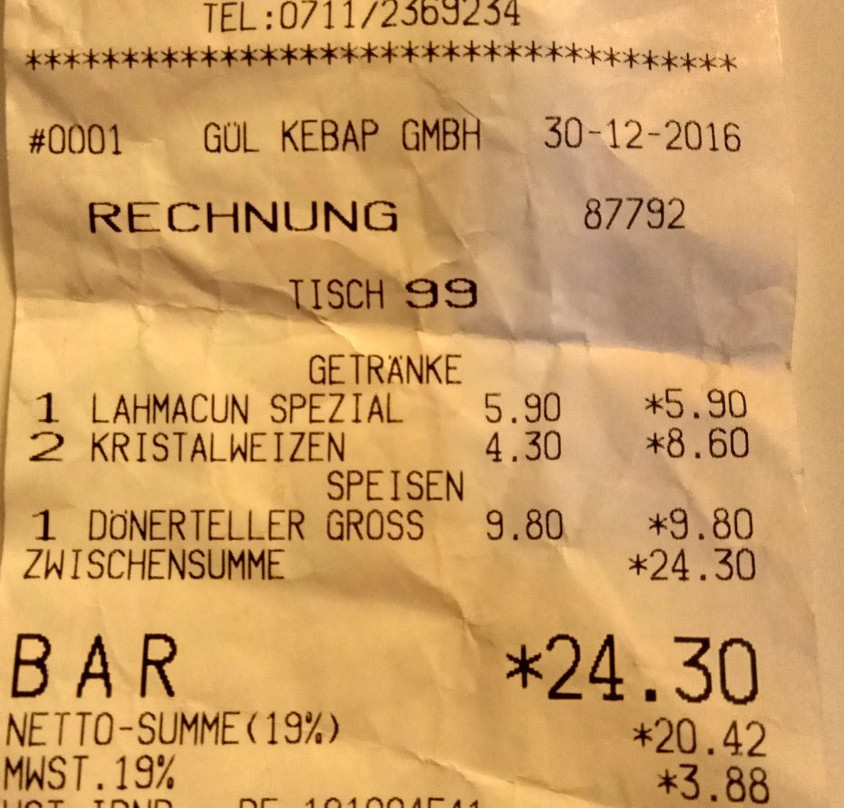 TEL:0711/2369234
************************************
#0001 GÜL KEBAP GMBH 30-12-2016
RECHNUNG 87792
TISCH 99
GETRÄNKE
1 LAHMACUN SPEZIAL 5.90 *5.90
2 KRISTALWEIZEN 4.30 *8.60
SPEISEN
1 DÖNERTELLER GROSS 9.80 *9.80
ZWISCHENSUMME *24.30
BAR *24.30
NETTO-SUMME(19%) *20.42
MWST.19% *3.88